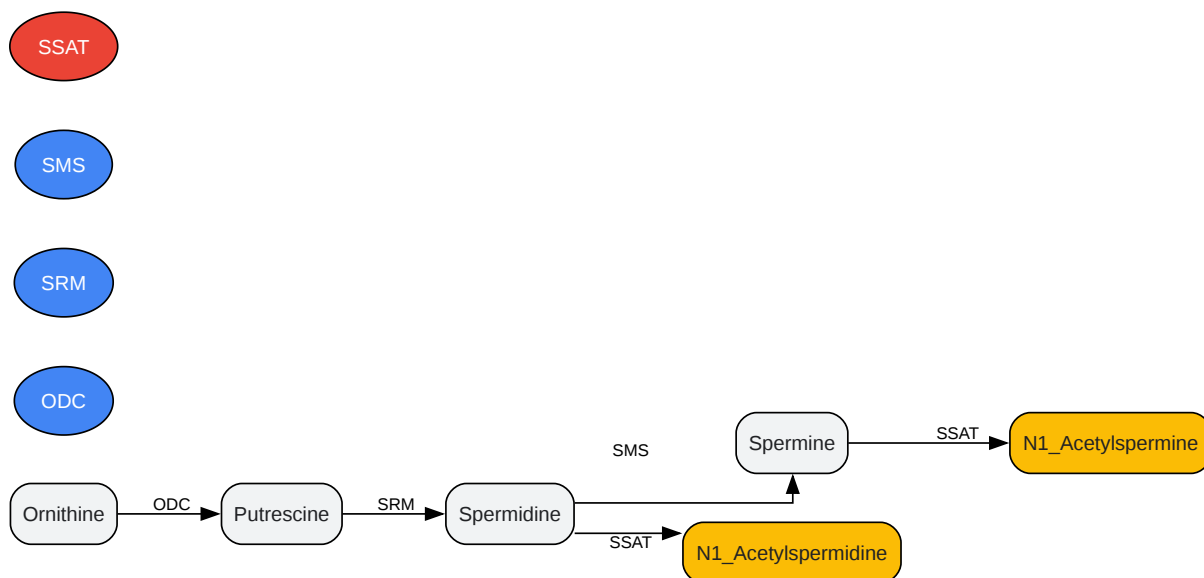 SSAT
SMS
SRM
ODC
SMS
Spermine
SSAT
N1_Acetylspermine
Ornithine
ODC
Putrescine
SRM
Spermidine
SSAT
N1_Acetylspermidine